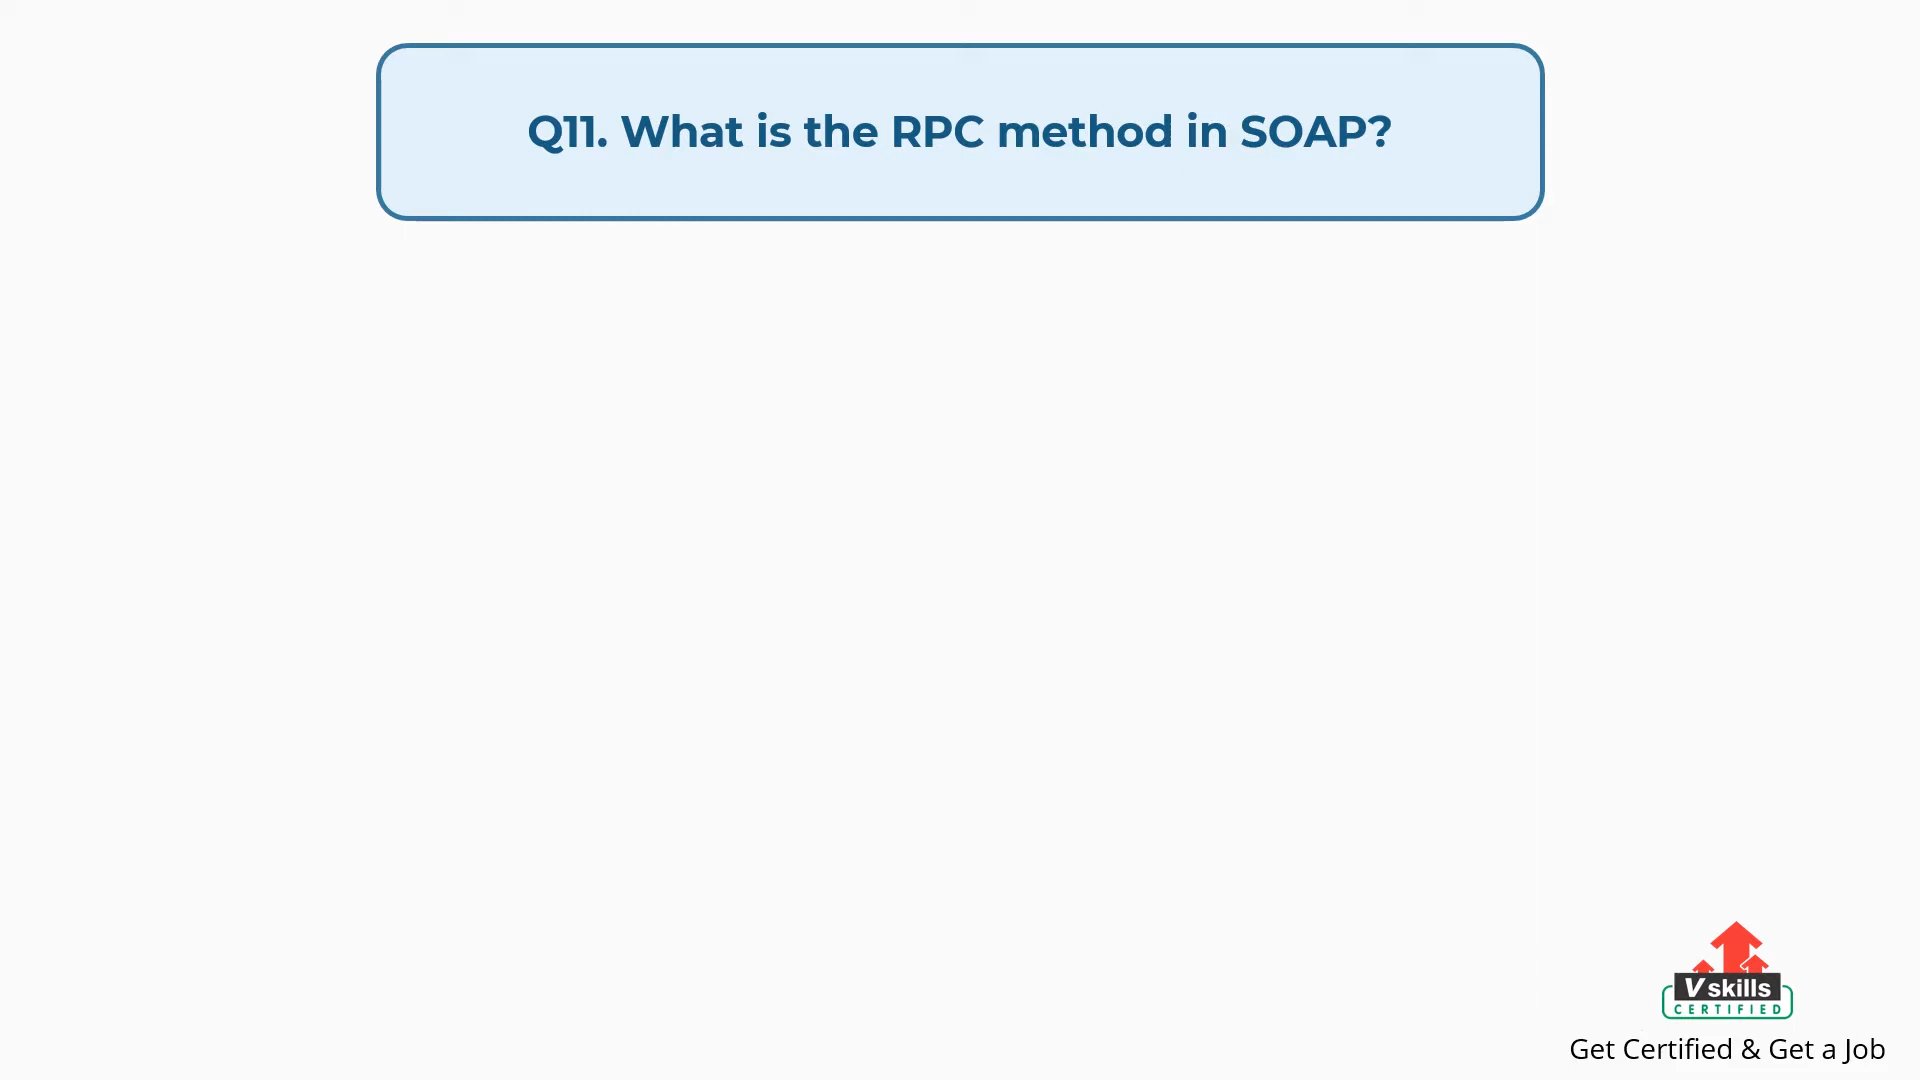 Q11. What is the RPC method in SOAP?
Vskills
CERTIFIED
Get Certified & Get a Job